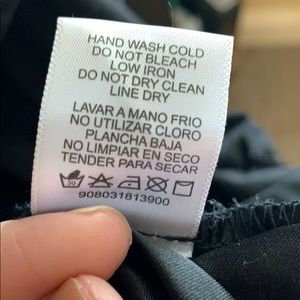 HAND WASH COLD
DO NOT BLEACH
LOW IRON
DO NOT DRY CLEAN
LINE DRY
LAVAR A MANO FRIO
NO UTILIZAR CLORO
PLANCHA BAJA
NO LIMPIAR EN SECO
TENDER PARA SECAR
908031813900